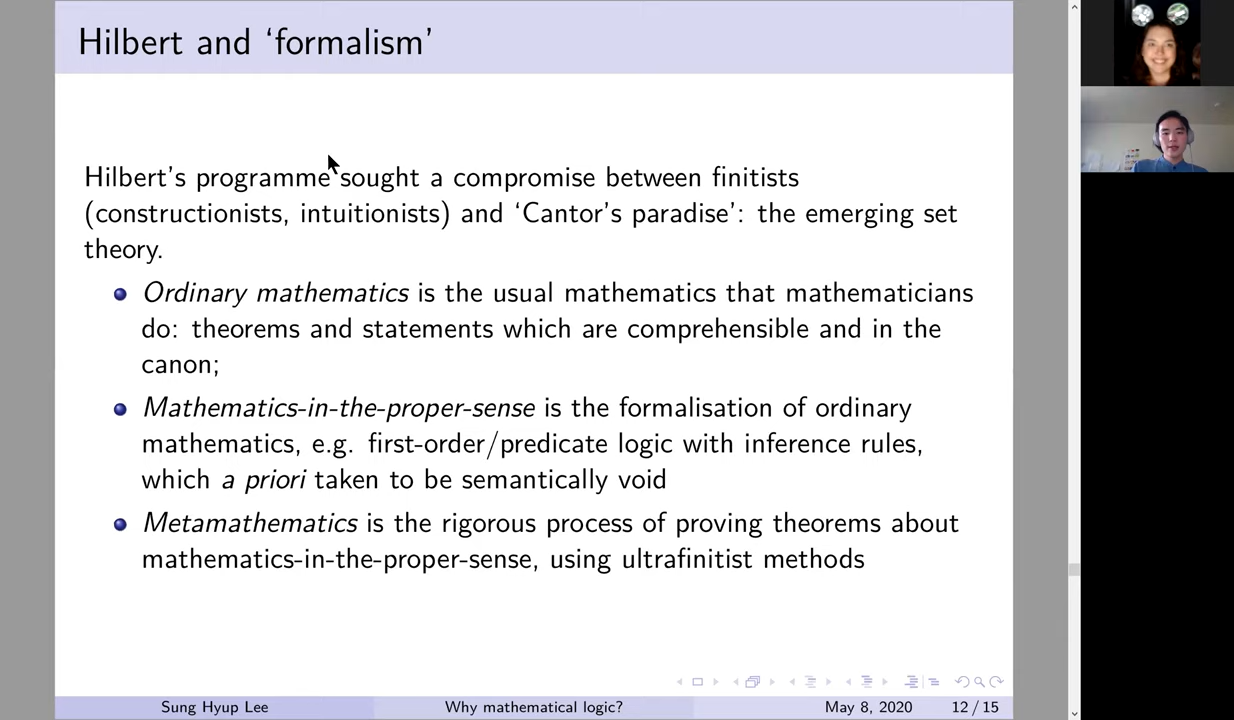 Hilbert and ‘formalism’
Hilbert’s programme sought a compromise between finitists
(constructionists, intuitionists) and ‘Cantor’s paradise’: the emerging set
theory.
Ordinary mathematics is the usual mathematics that mathematicians
do: theorems and statements which are comprehensible and in the
canon;
Mathematics-in-the-proper-sense is the formalisation of ordinary
mathematics, e.g. first-order/predicate logic with inference rules,
which a priori taken to be semantically void
Metamathematics is the rigorous process of proving theorems about
mathematics-in-the-proper-sense, using ultrafinitist methods
Sung Hyup Lee Why mathematical logic? May 8, 2020 12 / 15